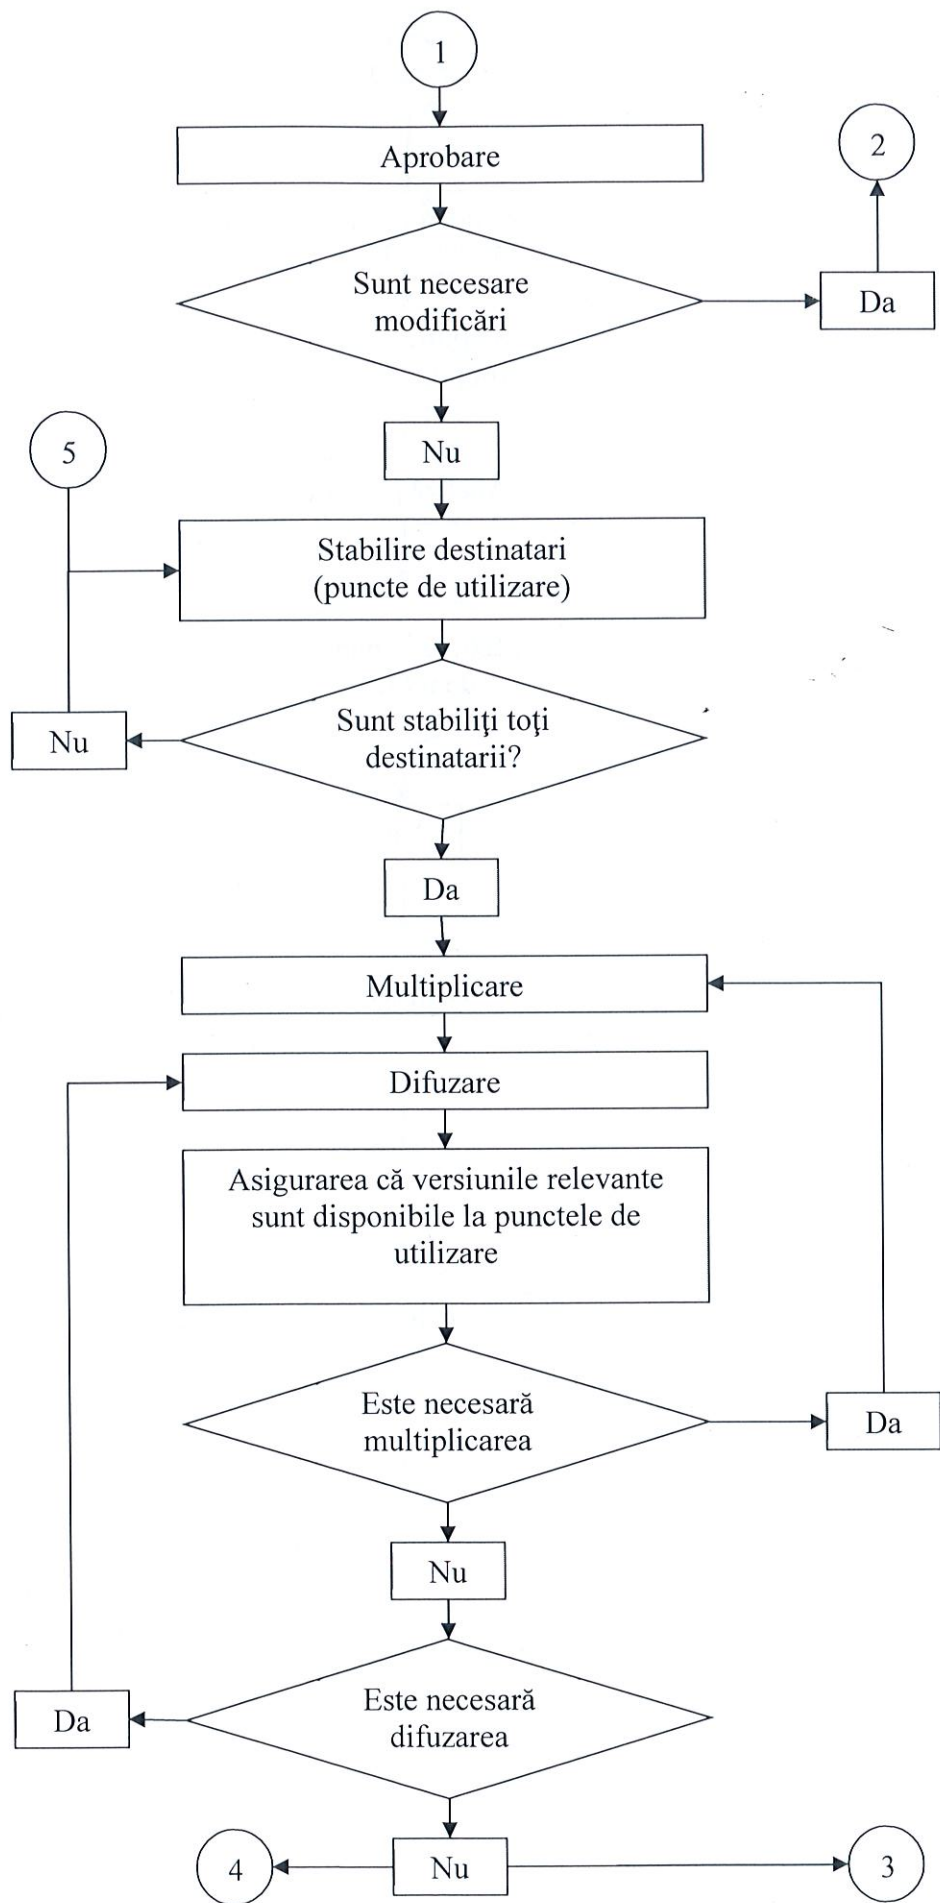 1
Aprobare
2
Sunt necesare
modificări
Da
Nu
5
Stabilire destinatari
(puncte de utilizare)
Sunt stabiliţi toţi
destinatarii?
Nu
Da
Multiplicare
Difuzare
Asigurarea că versiunile relevante
sunt disponibile la punctele de
utilizare
Este necesară
multiplicarea
Da
Nu
Este necesară
difuzarea
Da
Nu
4
3